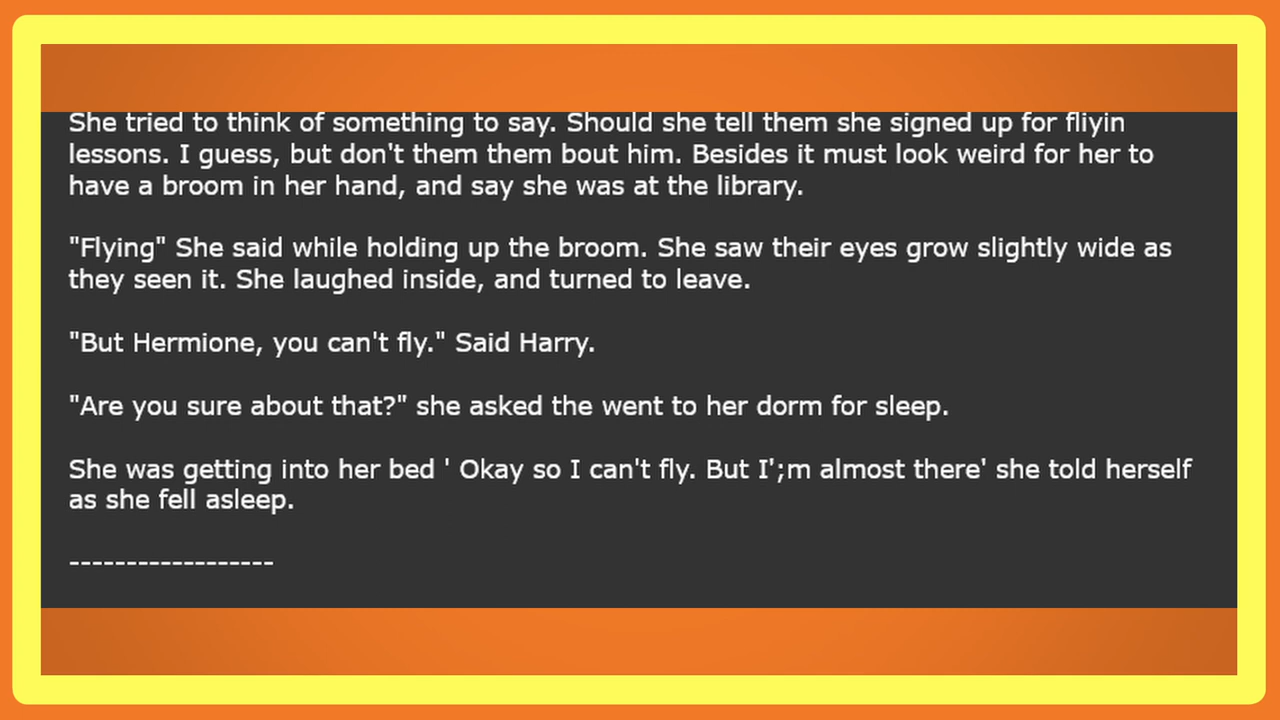 She tried to think of something to say. Should she tell them she signed up for fliyin
lessons. I guess, but don't them them bout him. Besides it must look weird for her to
have a broom in her hand, and say she was at the library.
"Flying" She said while holding up the broom. She saw their eyes grow slightly wide as
they seen it. She laughed inside, and turned to leave.
"But Hermione, you can't fly." Said Harry.
"Are you sure about that?" she asked the went to her dorm for sleep.
She was getting into her bed ' Okay so I can't fly. But I';m almost there' she told herself
as she fell asleep.
------------------